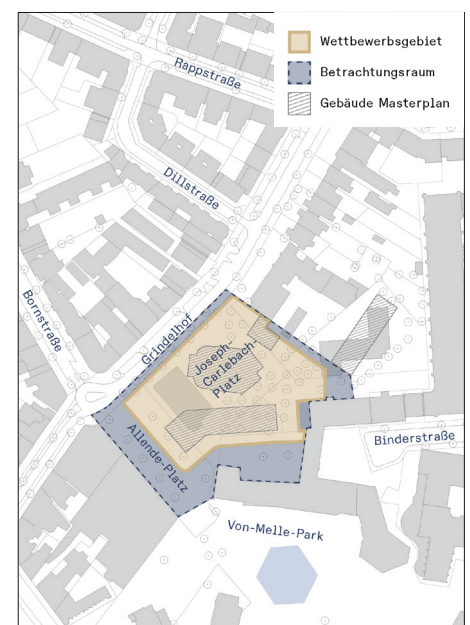 Wettbewerbsgebiet
Betrachtungsraum
Gebäude Masterplan
Rappstraße
Dillstraße
Bornstraße
Grindelhof
Joseph-
Carlebach-
Platz
Allende-Platz
Binderstraße
Von-Melle-Park